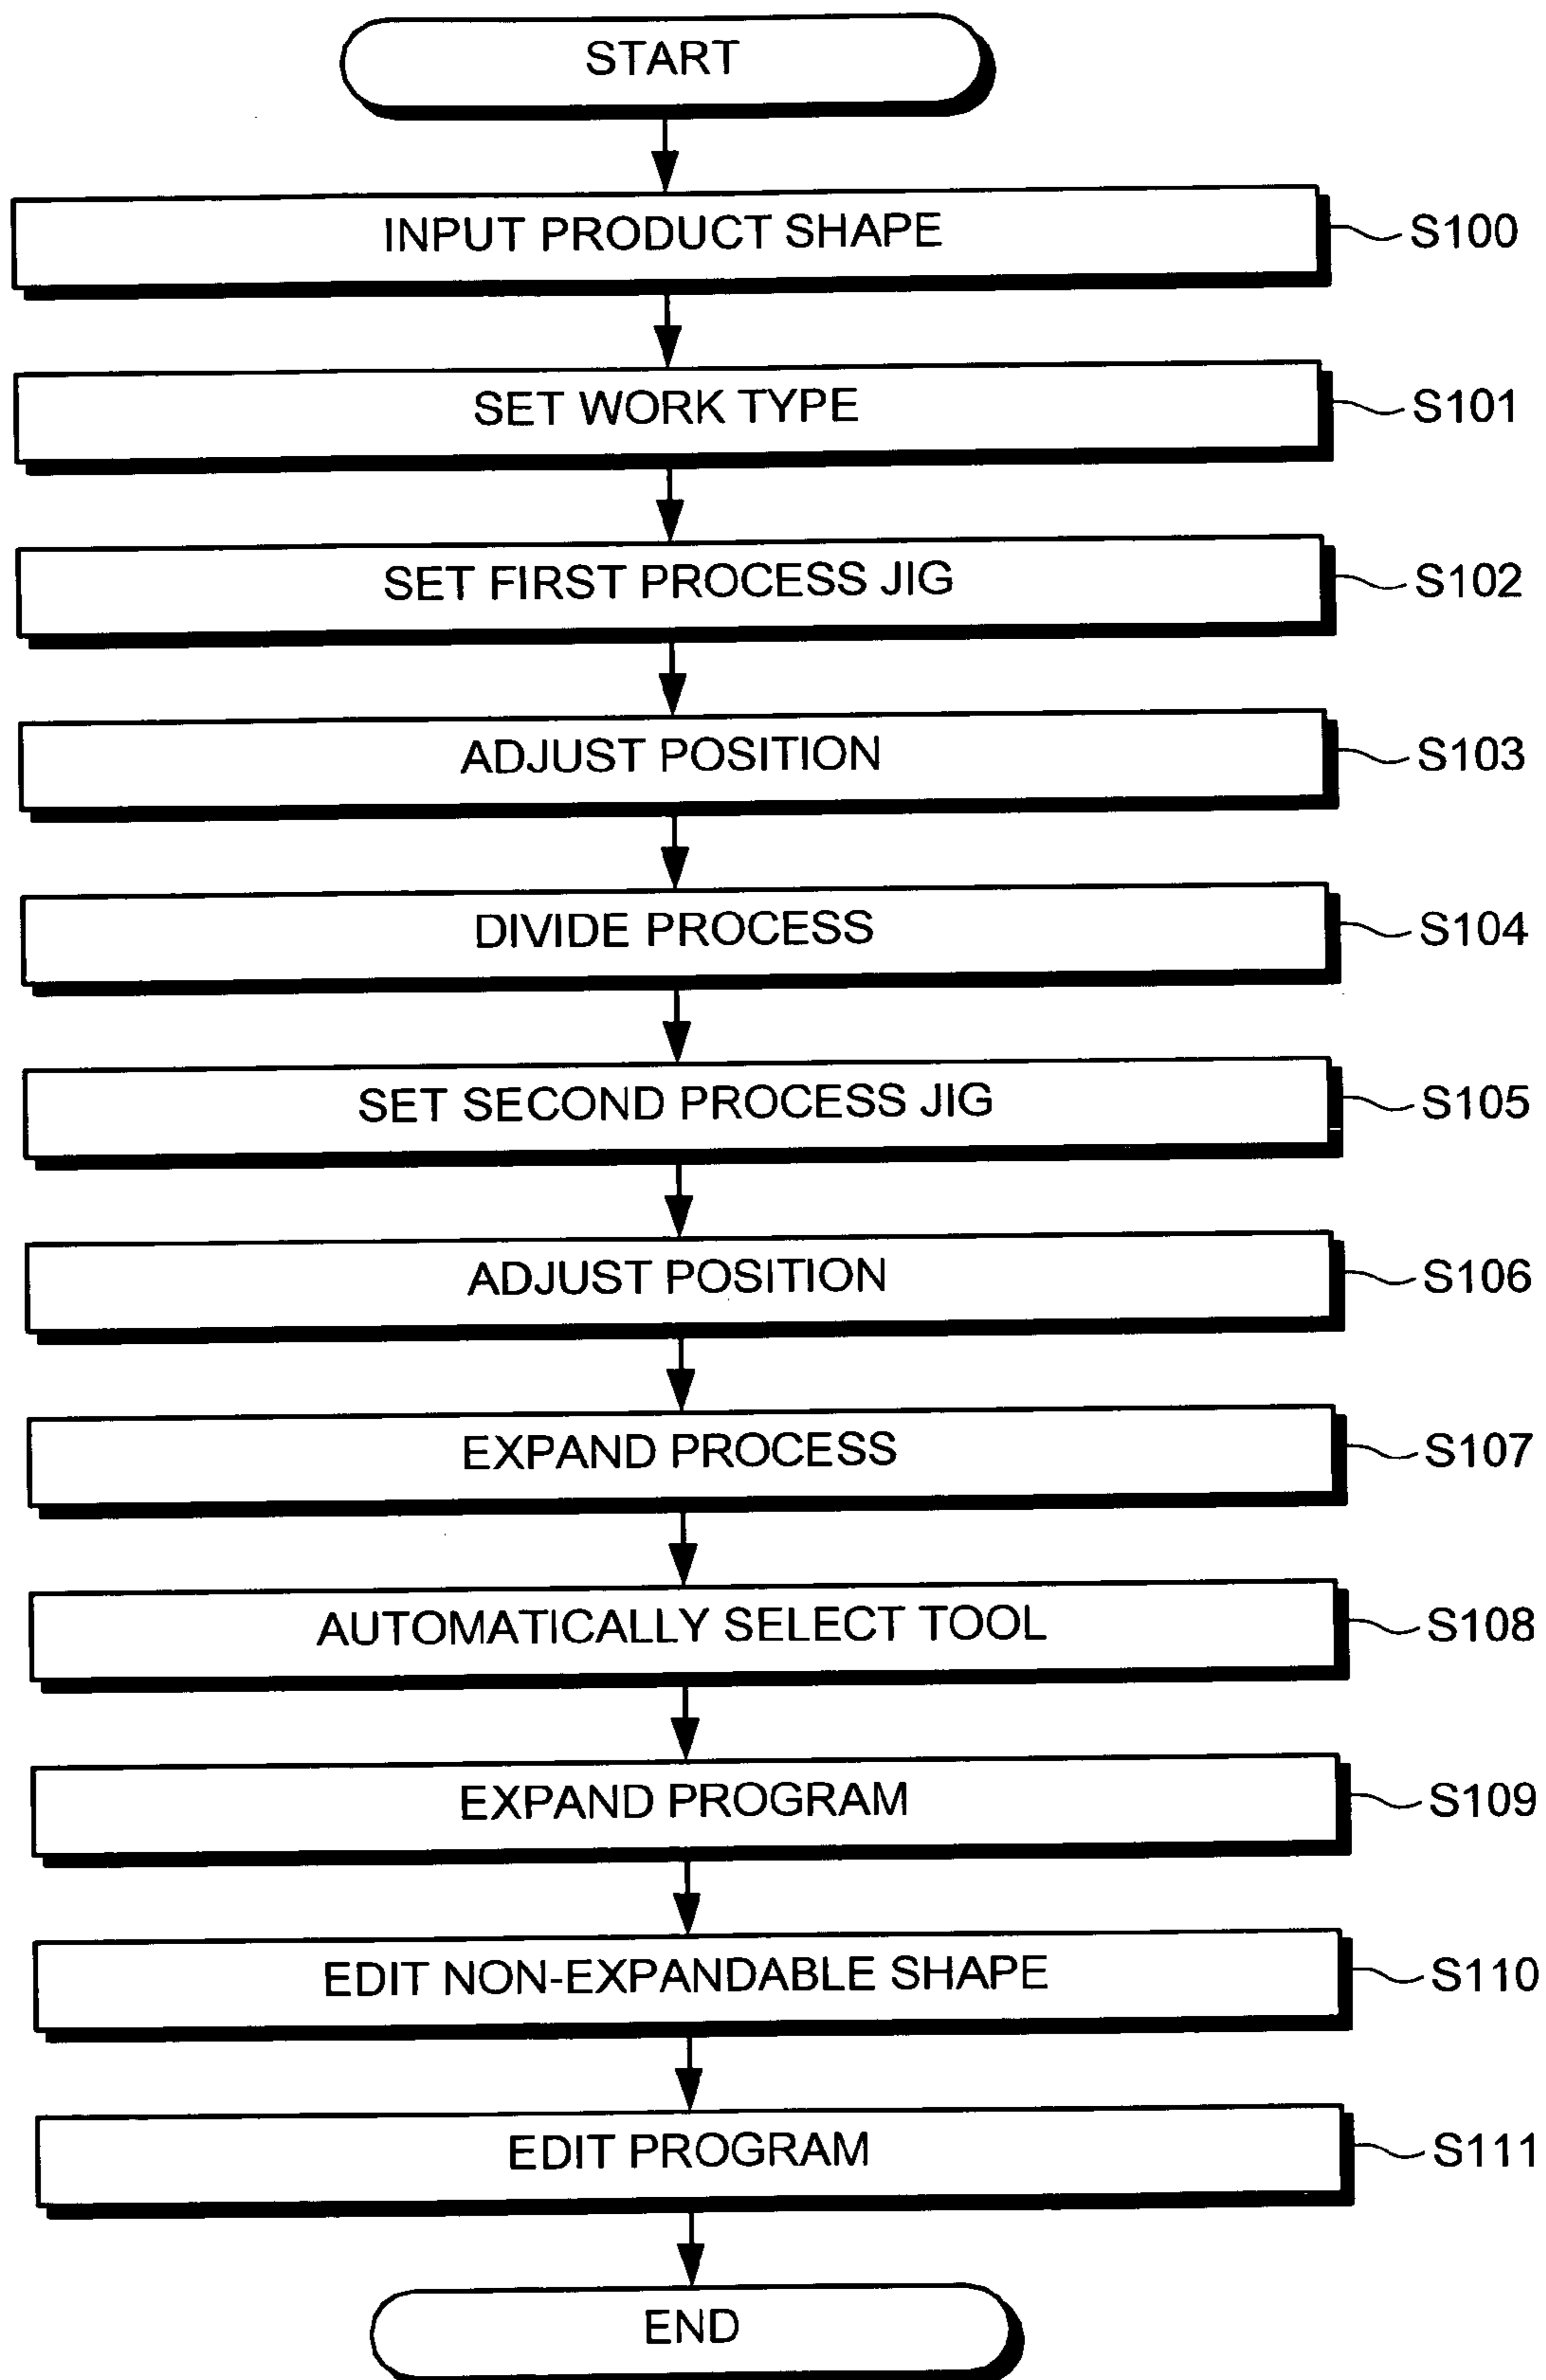 START
INPUT PRODUCT SHAPE S100
SET WORK TYPE S101
SET FIRST PROCESS JIG S102
ADJUST POSITION S103
DIVIDE PROCESS S104
SET SECOND PROCESS JIG S105
ADJUST POSITION S106
EXPAND PROCESS S107
AUTOMATICALLY SELECT TOOL S108
EXPAND PROGRAM S109
EDIT NON-EXPANDABLE SHAPE S110
EDIT PROGRAM S111
END